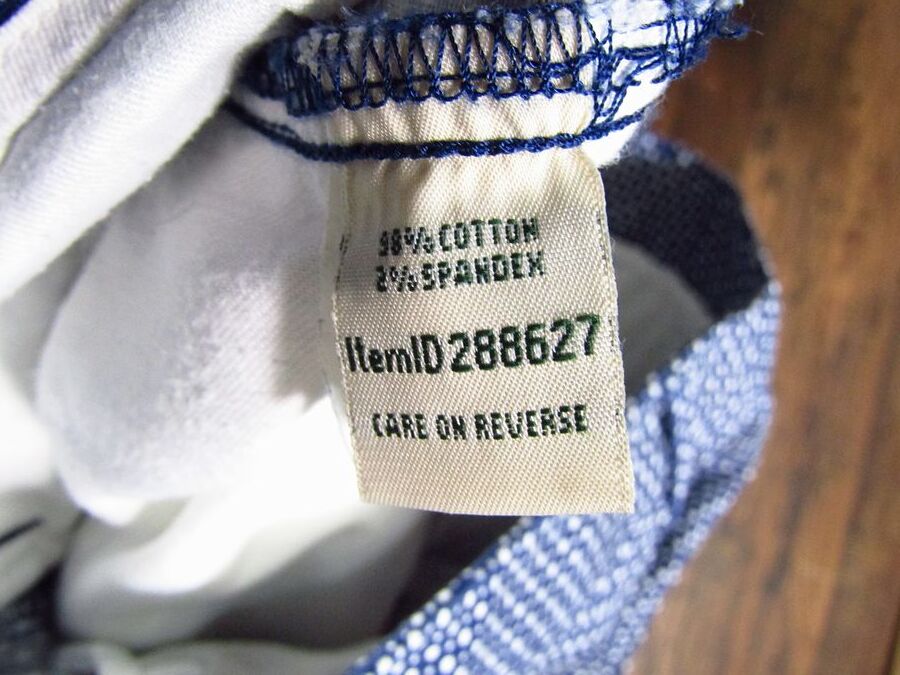 98% COTTON
2% SPANDEX
ItemID 288627
CARE ON REVERSE